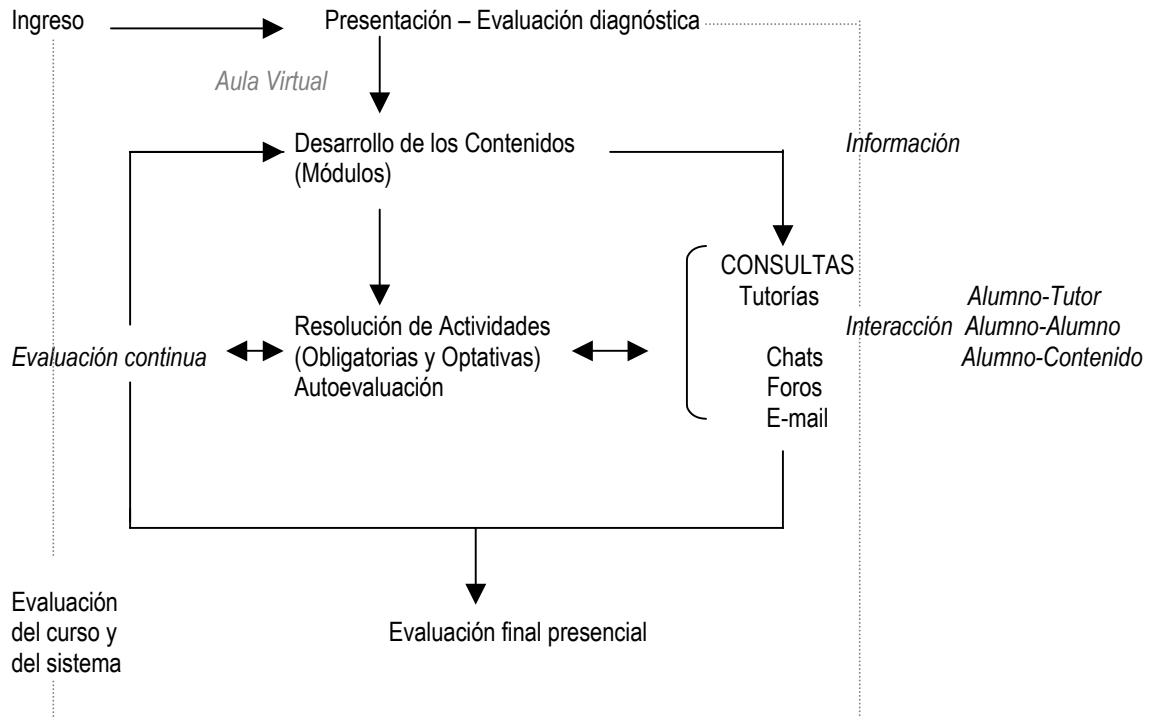 Ingreso
Presentación – Evaluación diagnóstica
Aula Virtual
Desarrollo de los Contenidos
(Módulos)
Información
CONSULTAS
Tutorías
Alumno-Tutor
Resolución de Actividades
(Obligatorias y Optativas)
Autoevaluación
Evaluación continua
Interacción
Alumno-Alumno
Alumno-Contenido
Chats
Foros
E-mail
Evaluación
del curso y
del sistema
Evaluación final presencial